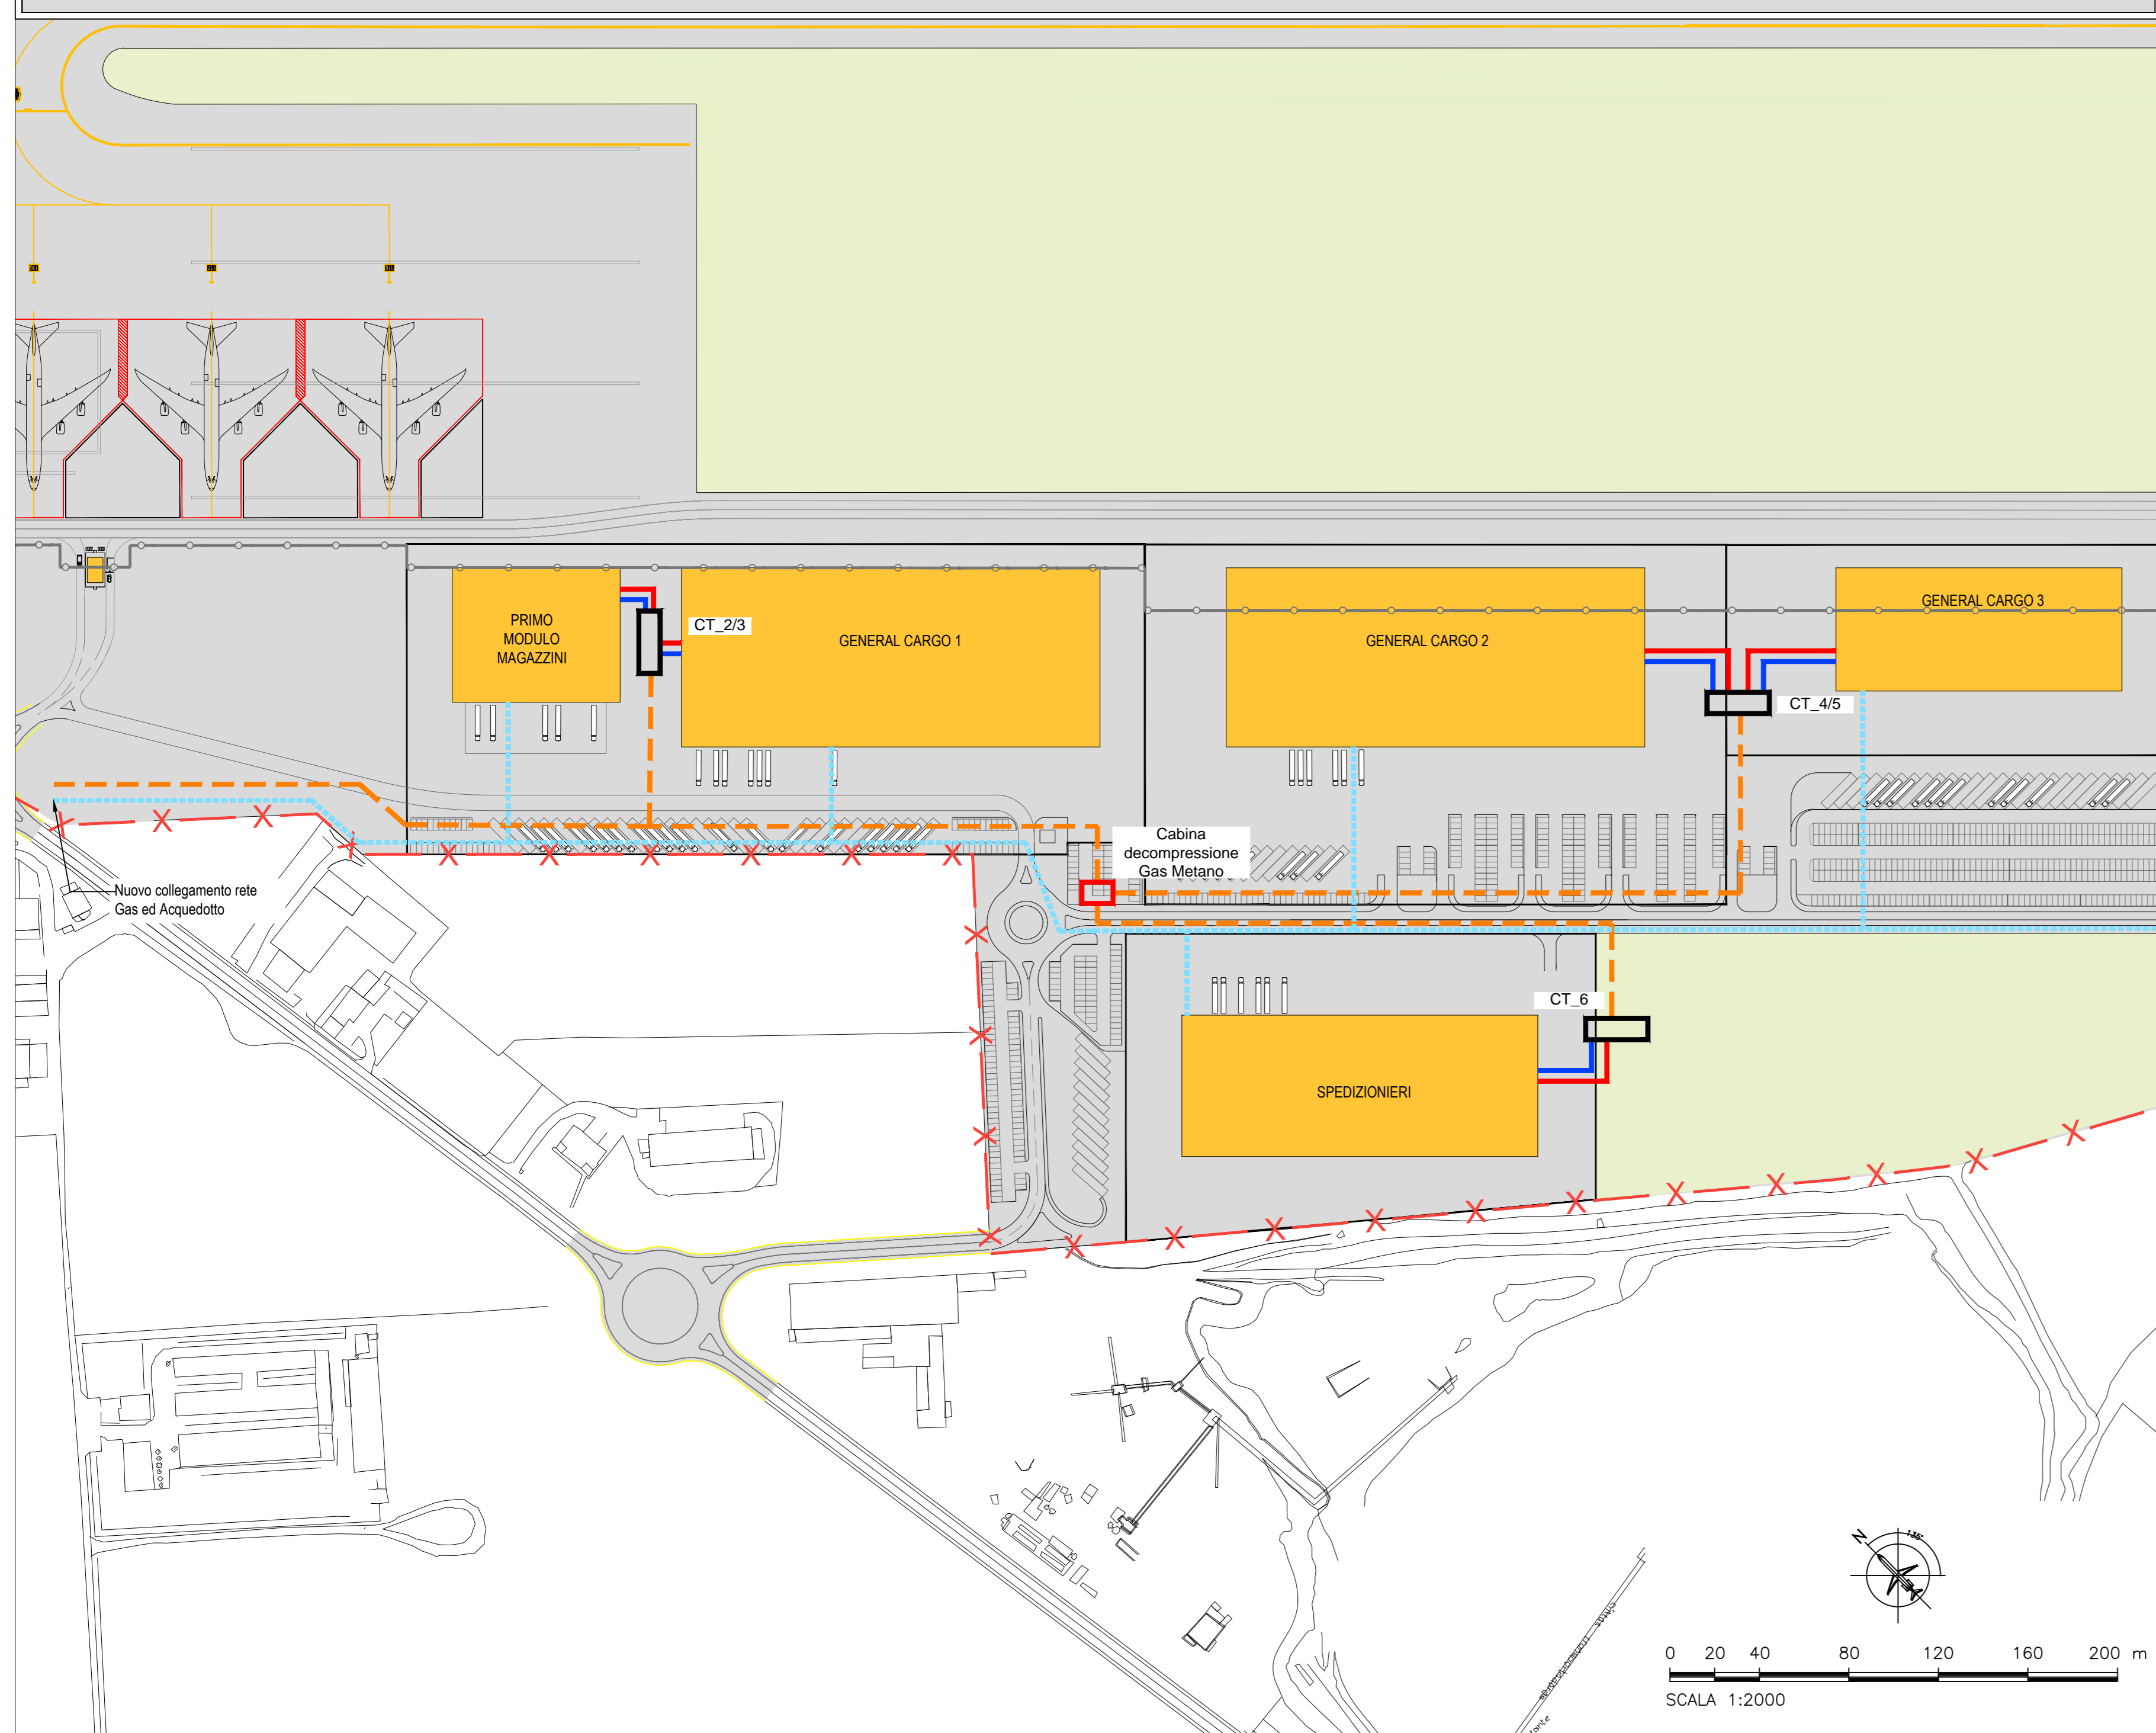 PRIMO
MODULO
MAGAZZINI
CT_2/3
GENERAL CARGO 1
GENERAL CARGO 2
GENERAL CARGO 3
CT_4/5
Cabina
decompressione
Gas Metano
Nuovo collegamento rete
Gas ed Acquedotto
CT_6
SPEDIZIONIERI
N
135°
0 20 40 80 120 160 200 m
SCALA 1:2000